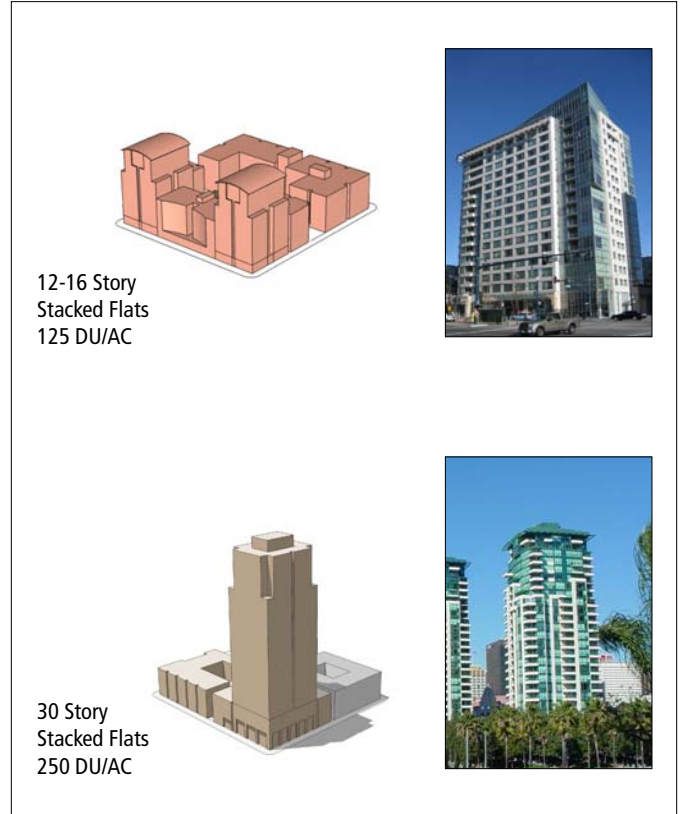 12-16 Story
Stacked Flats
125 DU/AC
30 Story
Stacked Flats
250 DU/AC